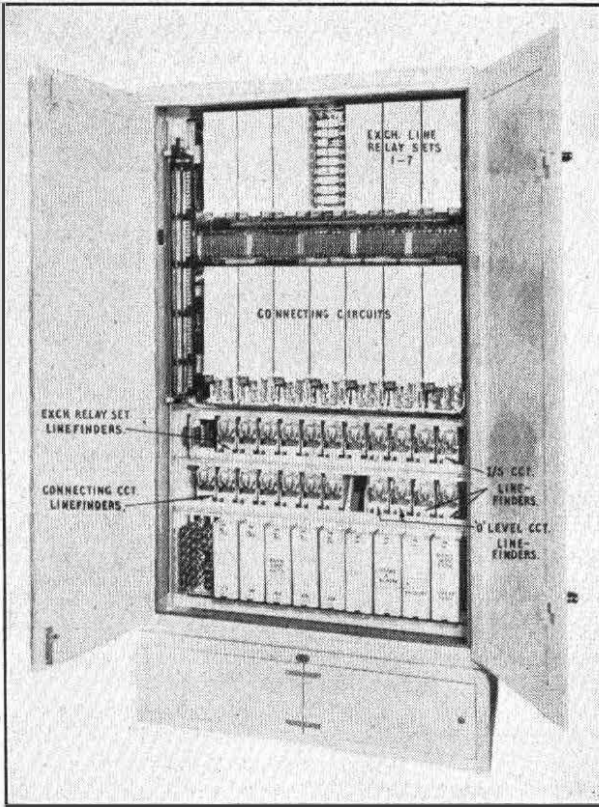 EXCH. LINE
RELAY SETS
1-7
CONNECTING CIRCUITS
EXCH RELAY SET
LINEFINDERS.
I/S CCT.
LINE-
FINDERS.
CONNECTING CCT
LINEFINDERS.
0 LEVEL CCT.
LINE-
FINDERS.